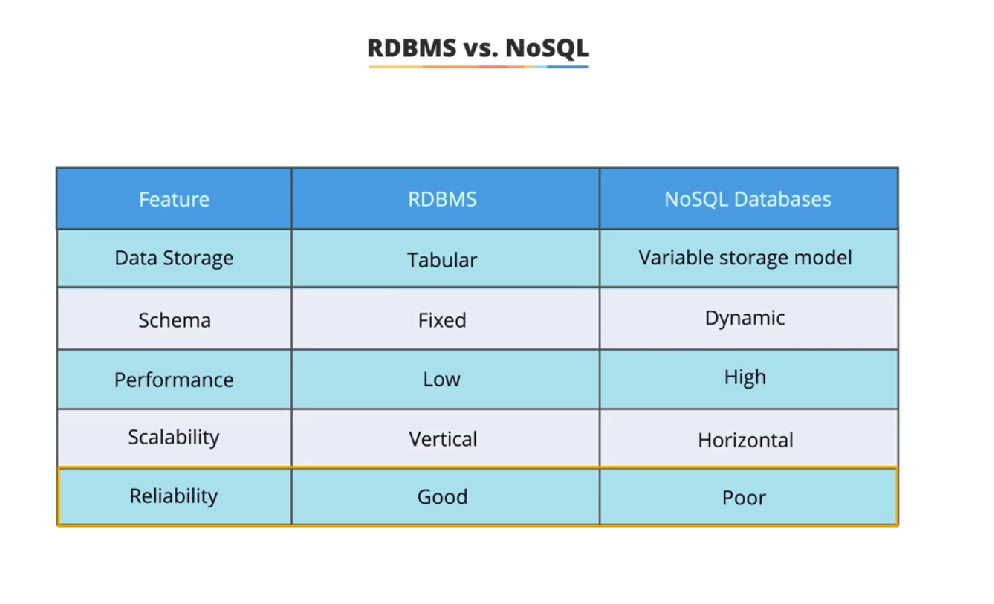 RDBMS vs. NoSQL
Feature RDBMS NoSQL Databases
Data Storage Tabular Variable storage model
Schema Fixed Dynamic
Performance Low High
Scalability Vertical Horizontal
Reliability Good Poor